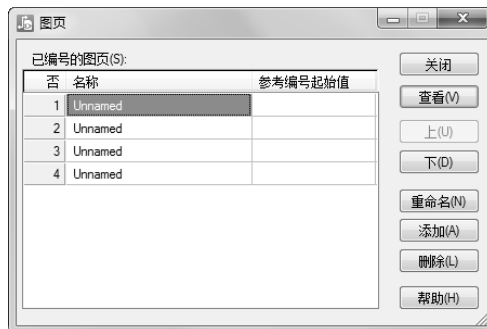 图页
已编号的图页(S):
否 名称 参考编号起始值
1 Unnamed
2 Unnamed
3 Unnamed
4 Unnamed
关闭
查看(V)
上(U)
下(D)
重命名(N)
添加(A)
删除(L)
帮助(H)